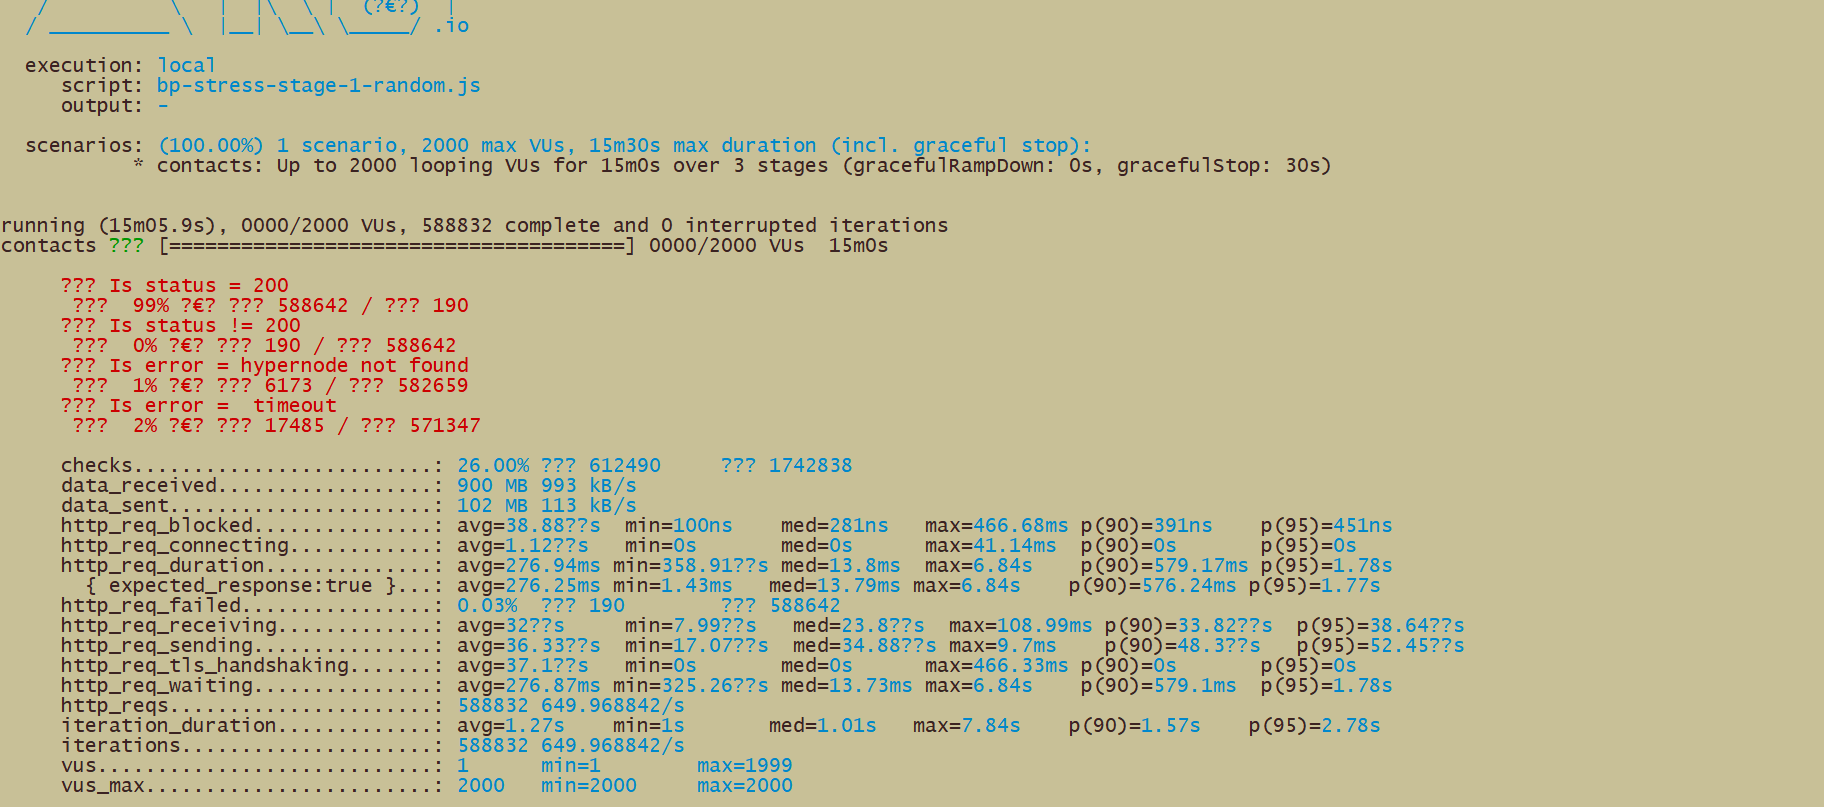 / \ | |\ \ | (?€?) |
/ __________ \ |__| \__\ \_____/ .io
execution: local
script: bp-stress-stage-1-random.js
output: -
scenarios: (100.00%) 1 scenario, 2000 max VUs, 15m30s max duration (incl. graceful stop):
* contacts: Up to 2000 looping VUs for 15m0s over 3 stages (gracefulRampDown: 0s, gracefulStop: 30s)
running (15m05.9s), 0000/2000 VUs, 588832 complete and 0 interrupted iterations
contacts ??? [======================================] 0000/2000 VUs 15m0s
??? Is status = 200
??? 99% ?€? ??? 588642 / ??? 190
??? Is status != 200
??? 0% ?€? ??? 190 / ??? 588642
??? Is error = hypernode not found
??? 1% ?€? ??? 6173 / ??? 582659
??? Is error = timeout
??? 2% ?€? ??? 17485 / ??? 571347
checks.........................: 26.00% ??? 612490 ??? 1742838
data_received..................: 900 MB 993 kB/s
data_sent......................: 102 MB 113 kB/s
http_req_blocked...............: avg=38.88??s min=100ns med=281ns max=466.68ms p(90)=391ns p(95)=451ns
http_req_connecting............: avg=1.12??s min=0s med=0s max=41.14ms p(90)=0s p(95)=0s
http_req_duration..............: avg=276.94ms min=358.91??s med=13.8ms max=6.84s p(90)=579.17ms p(95)=1.78s
{ expected_response:true }...: avg=276.25ms min=1.43ms med=13.79ms max=6.84s p(90)=576.24ms p(95)=1.77s
http_req_failed................: 0.03% ??? 190 ??? 588642
http_req_receiving.............: avg=32??s min=7.99??s med=23.8??s max=108.99ms p(90)=33.82??s p(95)=38.64??s
http_req_sending...............: avg=36.33??s min=17.07??s med=34.88??s max=9.7ms p(90)=48.3??s p(95)=52.45??s
http_req_tls_handshaking.......: avg=37.1??s min=0s med=0s max=466.33ms p(90)=0s p(95)=0s
http_req_waiting...............: avg=276.87ms min=325.26??s med=13.73ms max=6.84s p(90)=579.1ms p(95)=1.78s
http_reqs......................: 588832 649.968842/s
iteration_duration.............: avg=1.27s min=1s med=1.01s max=7.84s p(90)=1.57s p(95)=2.78s
iterations.....................: 588832 649.968842/s
vus............................: 1 min=1 max=1999
vus_max........................: 2000 min=2000 max=2000